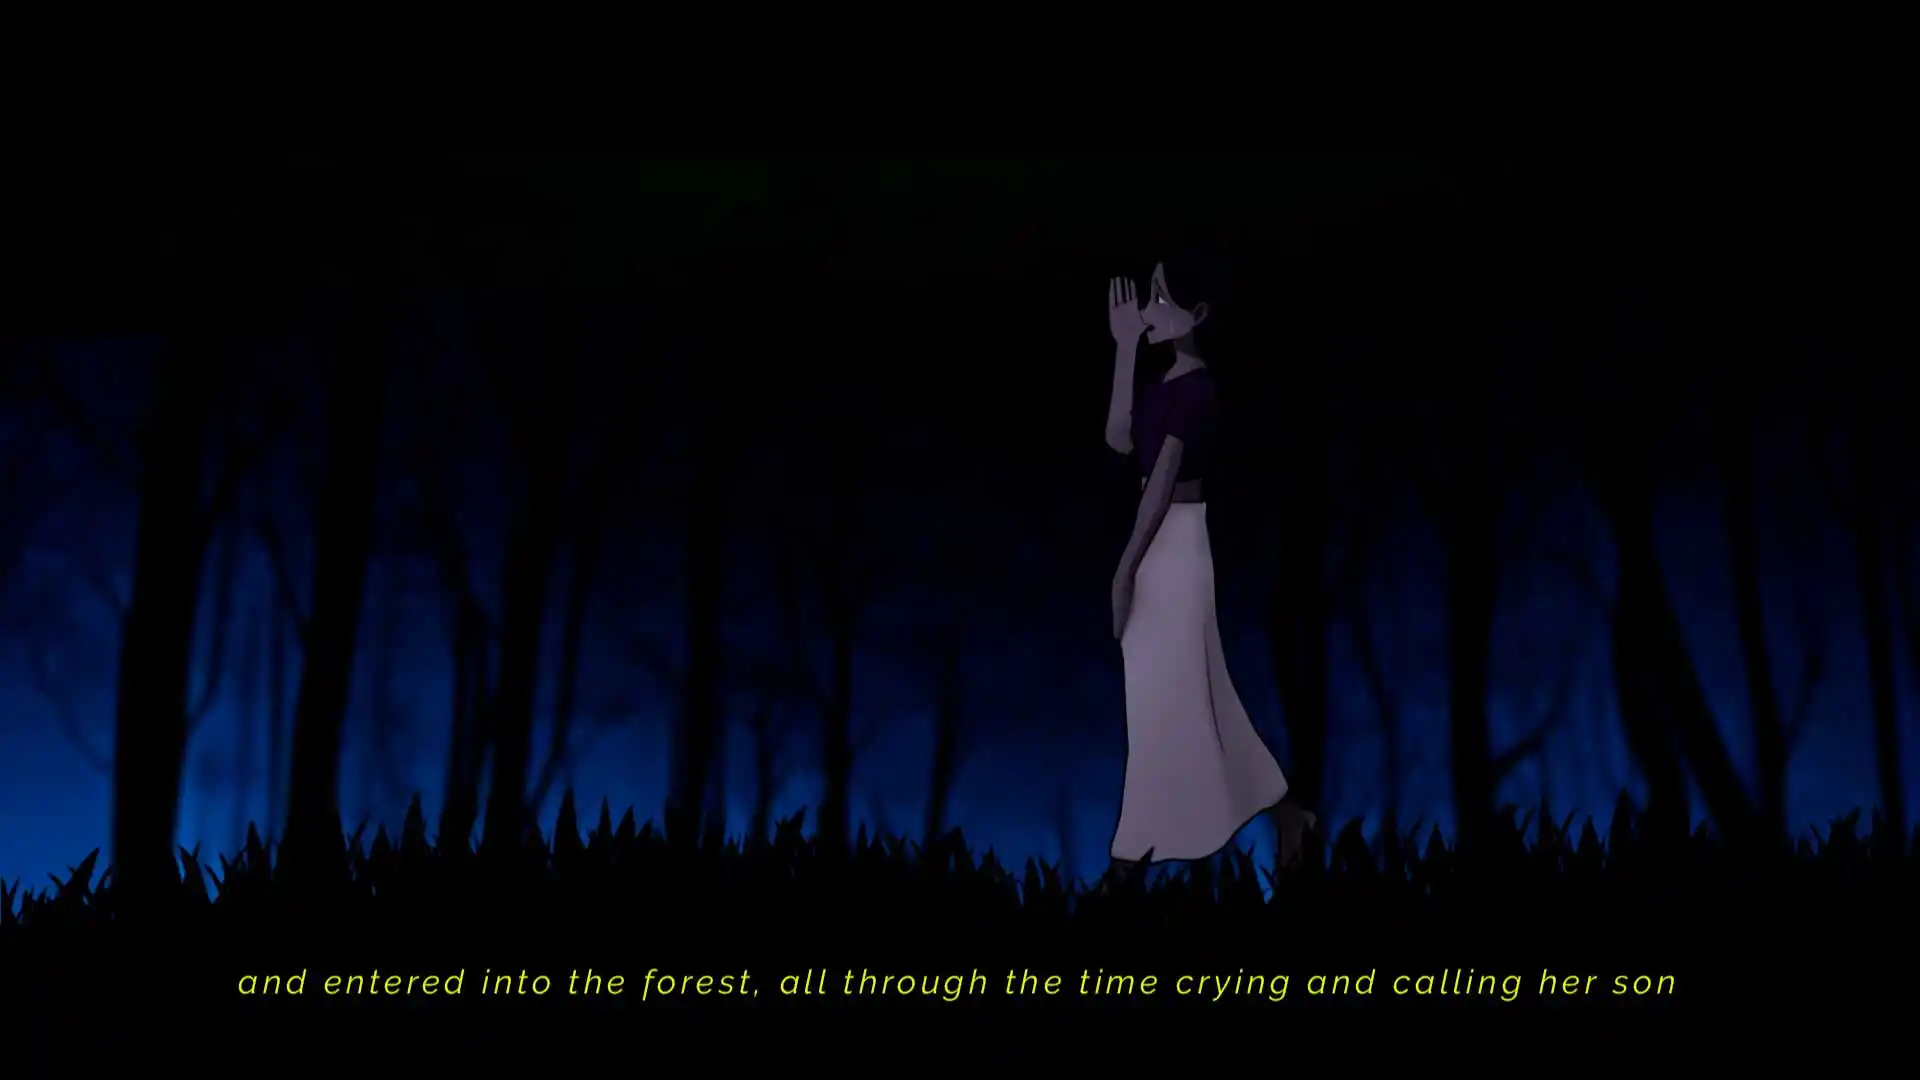 and entered into the forest, all through the time crying and calling her son